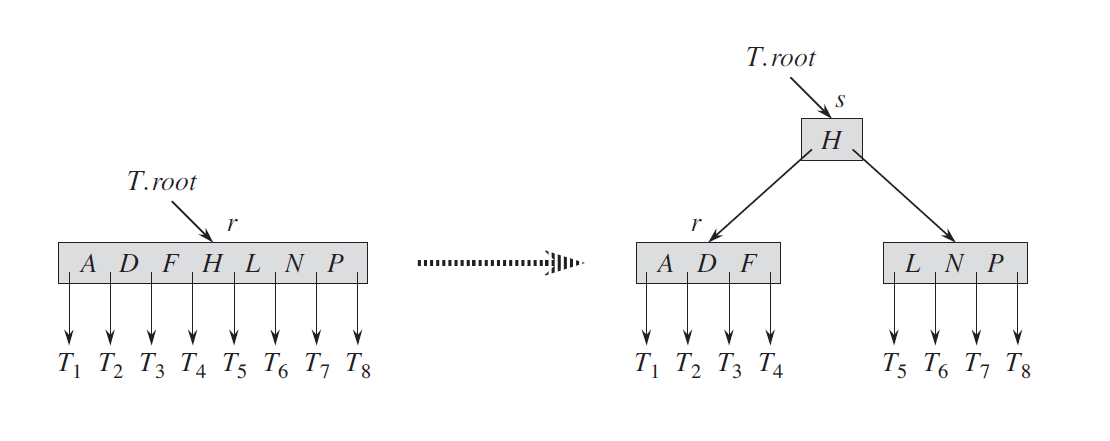 T.root
s
H
T.root
r
r
A D F H L N P
A D F
L N P
T₁ T₂ T₃ T₄ T₅ T₆ T₇ T₈
T₁ T₂ T₃ T₄
T₅ T₆ T₇ T₈